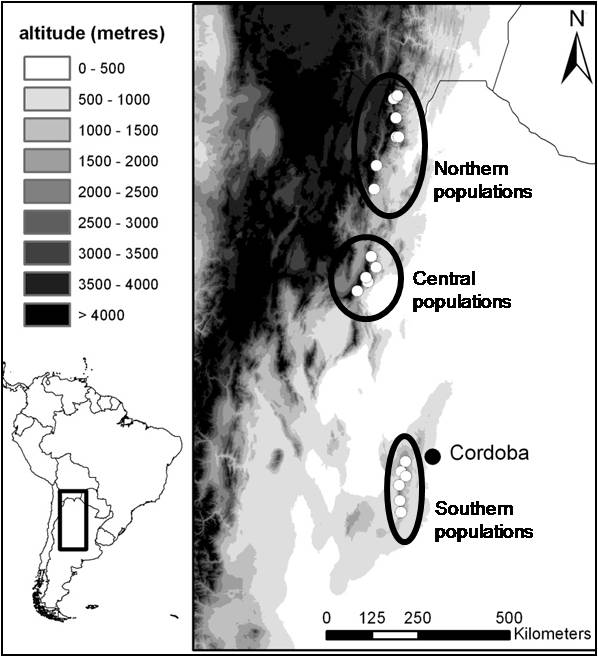 altitude (metres)
0 - 500
500 - 1000
1000 - 1500
1500 - 2000
2000 - 2500
2500 - 3000
3000 - 3500
3500 - 4000
> 4000
N
Northern
populations
Central
populations
Cordoba
Southern
populations
0 125 250 500
Kilometers